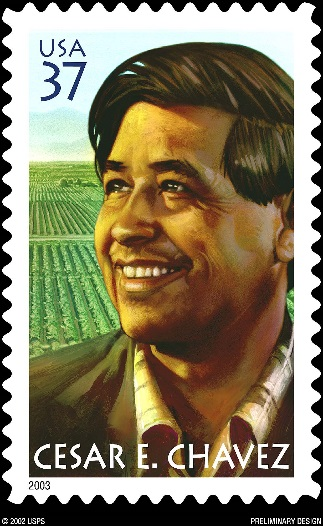 USA
37
CESAR E. CHAVEZ
2003
© 2002 USPS PRELIMINARY DESIGN